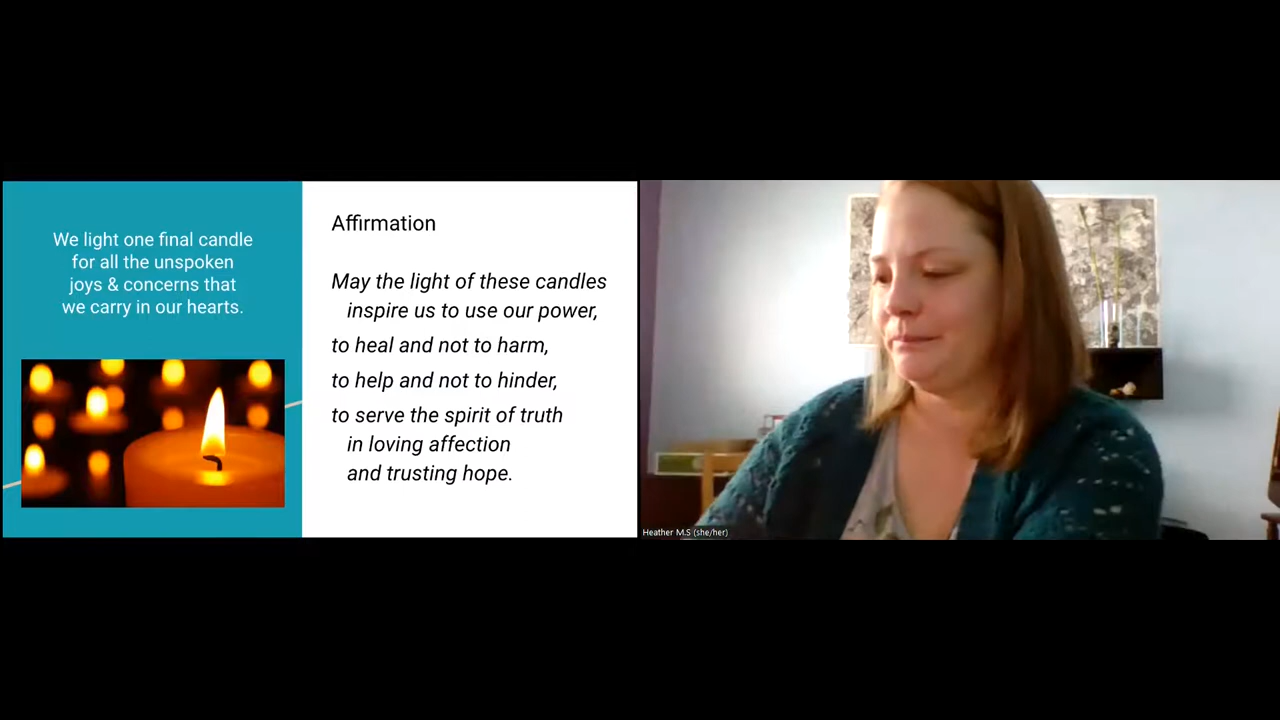 We light one final candle
for all the unspoken
joys & concerns that
we carry in our hearts.
Affirmation
May the light of these candles
inspire us to use our power,
to heal and not to harm,
to help and not to hinder,
to serve the spirit of truth
in loving affection
and trusting hope.
Heather M.S (she/her)